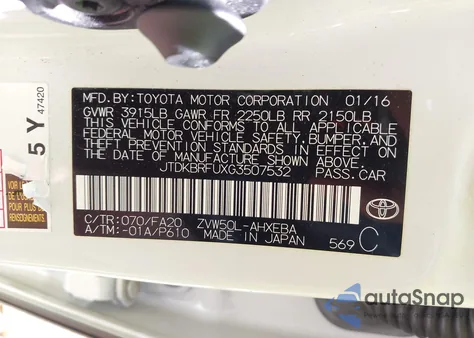 MFD. BY: TOYOTA MOTOR CORPORATION 01/16
GVWR 3915LB GAWR FR 2250LB RR 2150LB
THIS VEHICLE CONFORMS TO ALL APPLICABLE
FEDERAL MOTOR VEHICLE SAFETY, BUMPER, AND
THEFT PREVENTION STANDARDS IN EFFECT ON
THE DATE OF MANUFACTURE SHOWN ABOVE.
JTDKBRFUXG3507532 PASS.CAR
C/TR: 070/FA20 ZVW50L-AHXEBA
A/TM: -01A/P610 MADE IN JAPAN
569 C
TOYOTA
5 Y 47420
RENSEIGNEMENTS
autoSnap